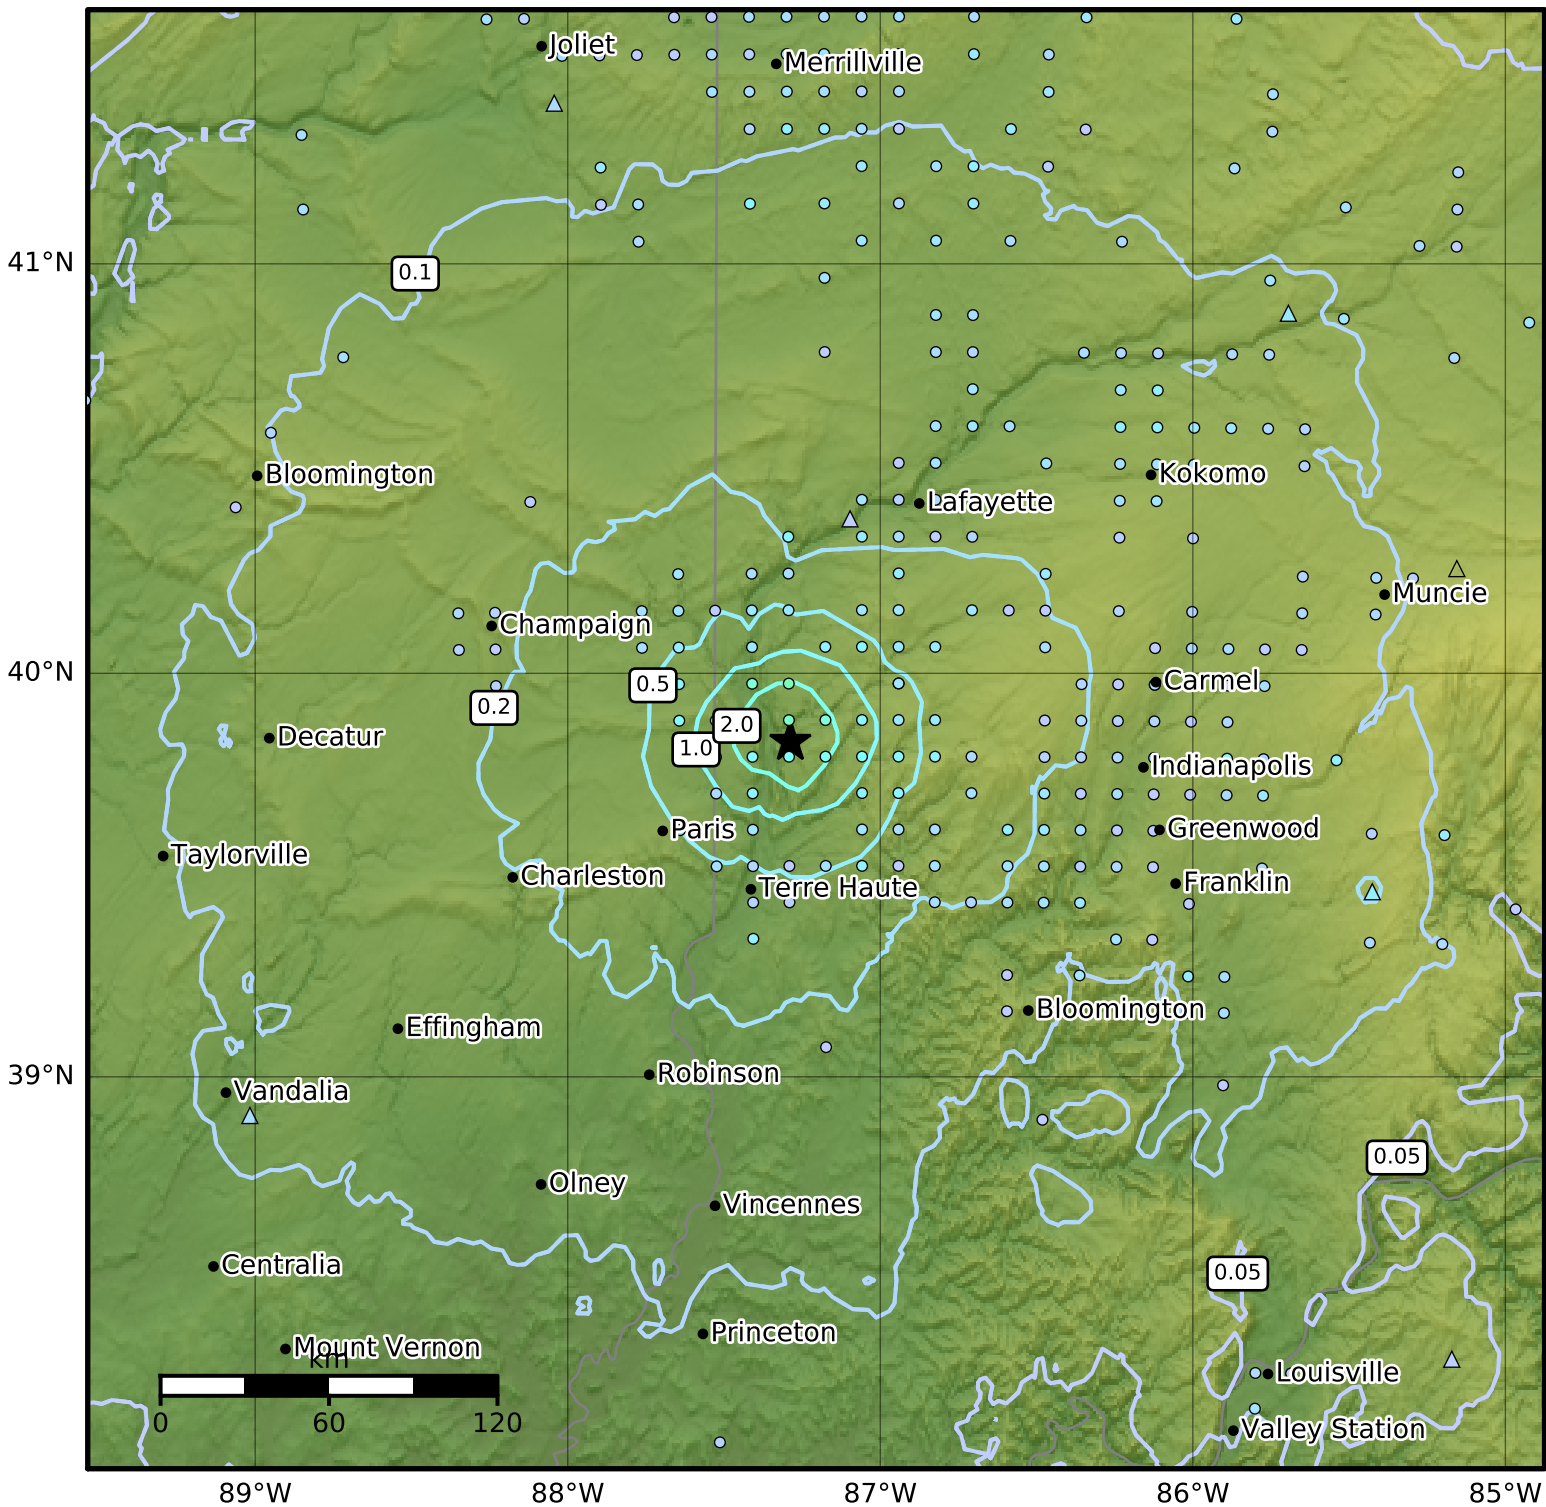 Joliet
Merrillville
41°N
0.1
Bloomington
Kokomo
Lafayette
Muncie
Champaign
40°N
0.5
Carmel
0.2
2.0
Decatur
1.0
Indianapolis
Paris
Greenwood
Taylorville
Charleston
Terre Haute
Franklin
Bloomington
Effingham
39°N
Robinson
Vandalia
0.05
Olney
Vincennes
Centralia
0.05
Princeton
Mount Vernon
km
Louisville
0 60 120
Valley Station
89°W 88°W 87°W 86°W 85°W